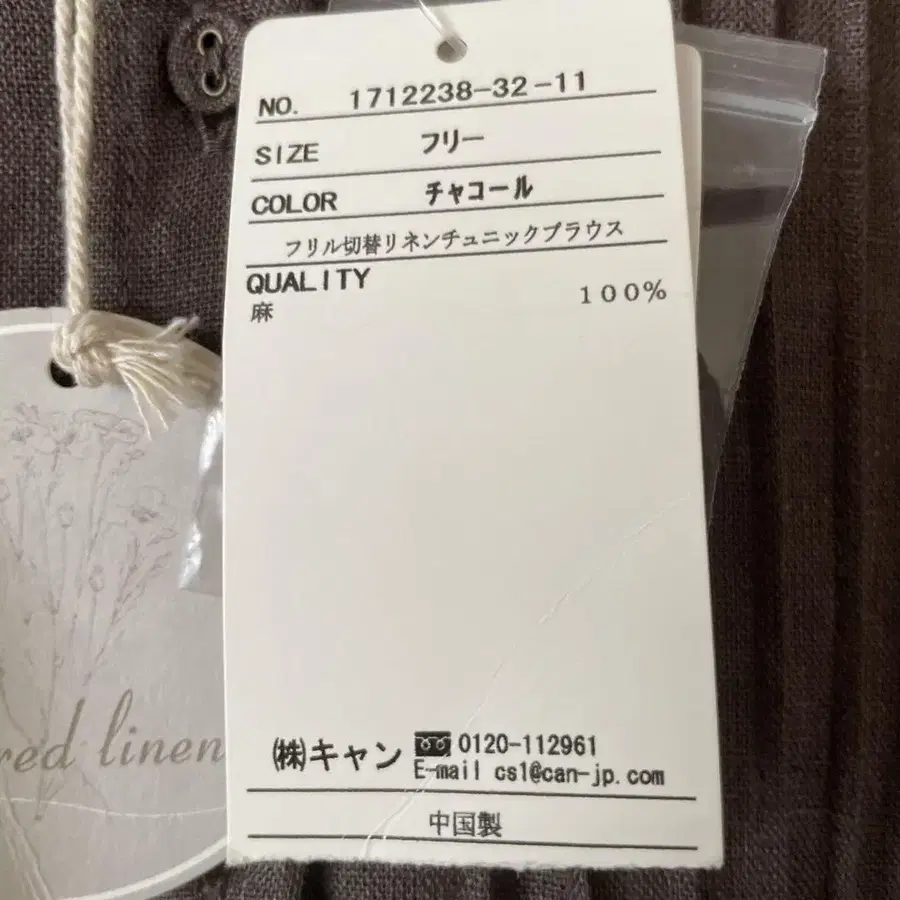 NO. 1712238-32-11
SIZE フリー
COLOR チャコール
フリル切替リネンチュニックブラウス
QUALITY
麻 100%
linen
㈱キャン 0120-112961
E-mail cs1@can-jp.com
中国製